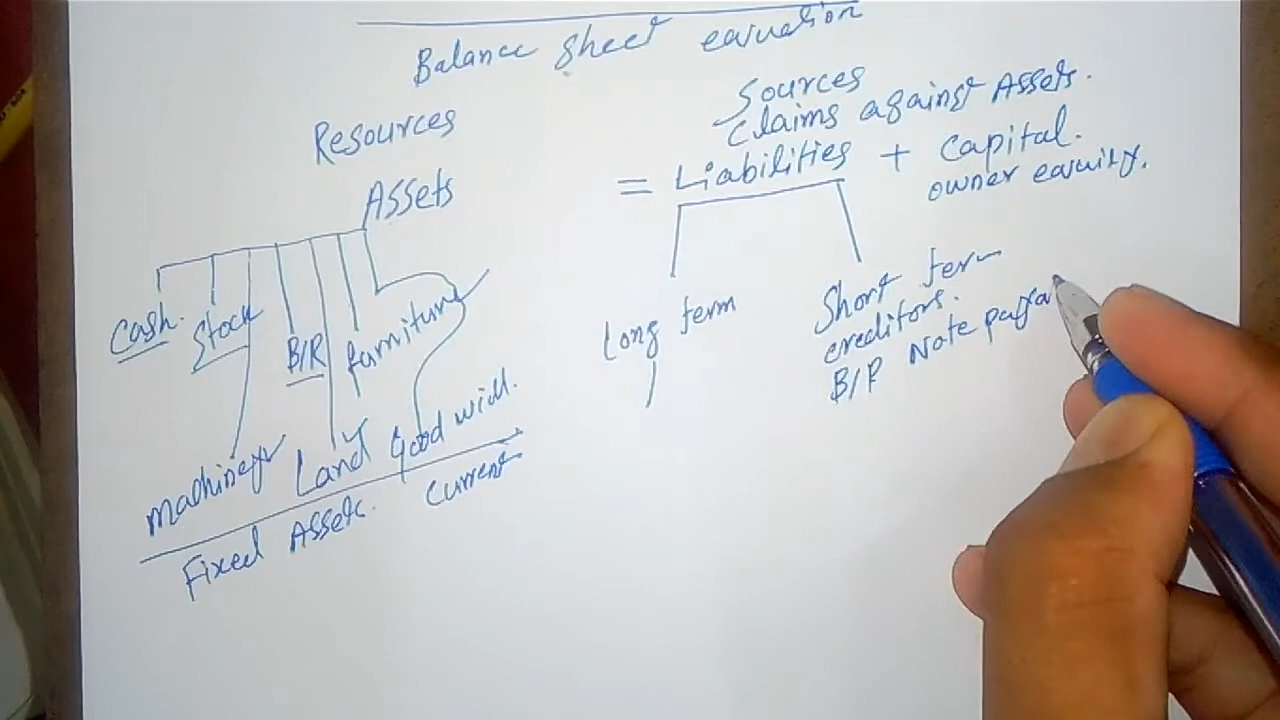 Balance sheet equation
Resources
Sources
Claims against Assets.
Assets
= Liabilities + Capital.
owner equity.
Cash. Stock B/R furniture
machinery Land Good will.
Fixed Assets. Current
Long term
Short term
creditors.
B/P Note paya